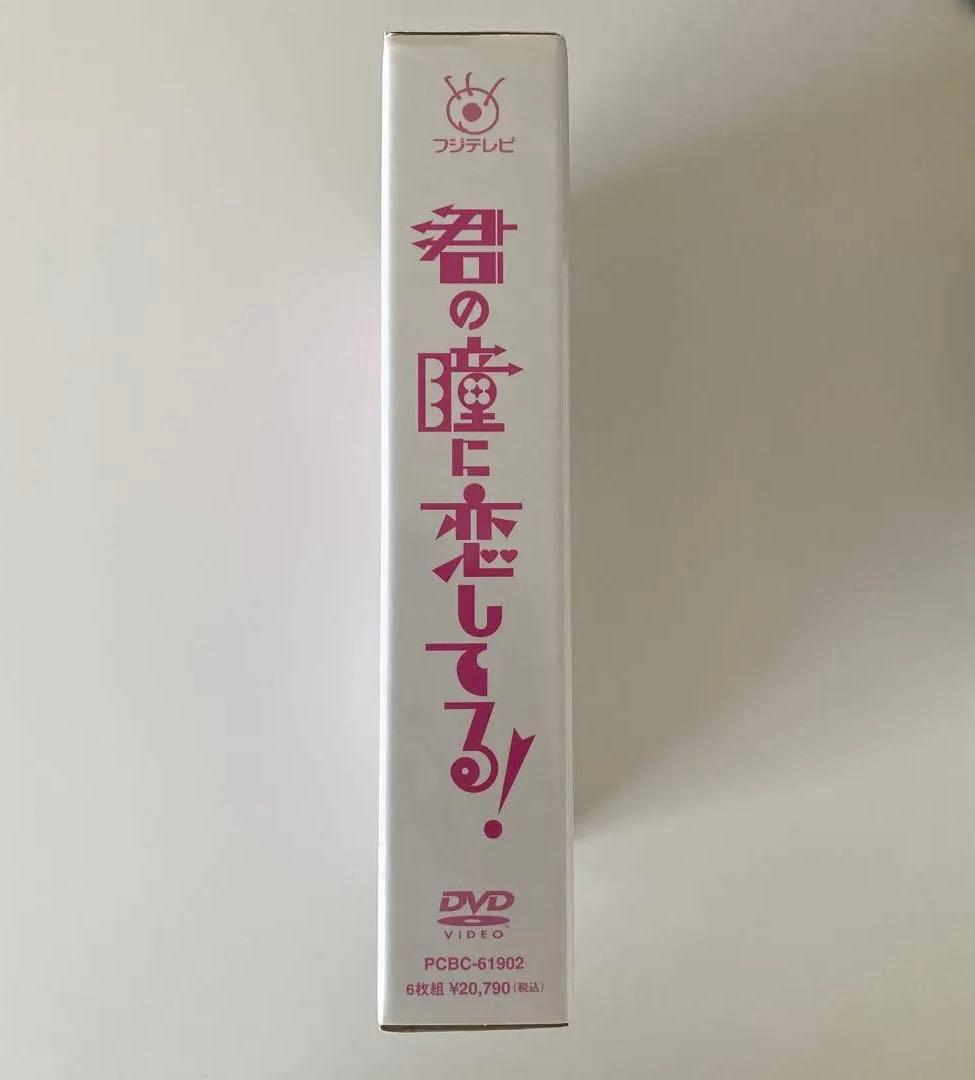 フジテレビ
君の瞳に恋してる!
DVD
VIDEO™
PCBC-61902
6枚組 ¥20,790(税込)